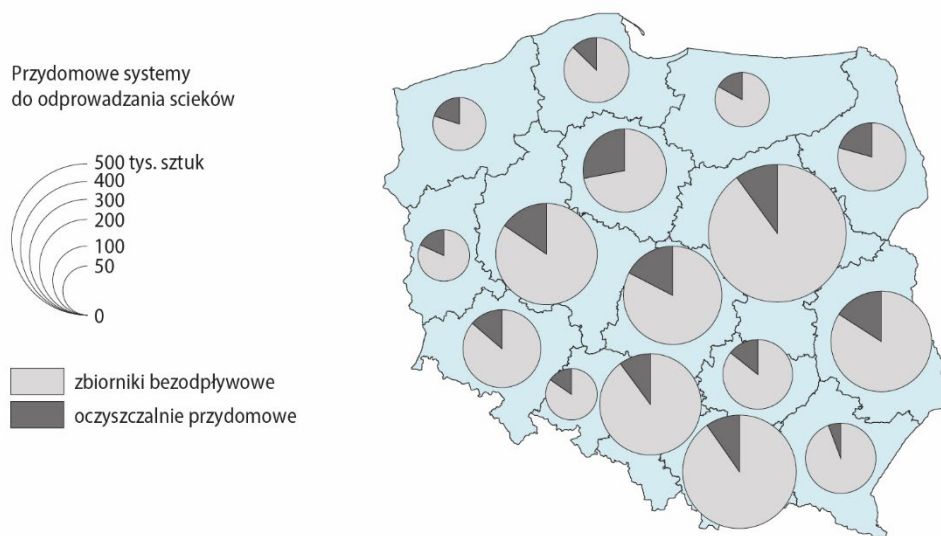 Przydomowe systemy
do odprowadzania scieków
500 tys. sztuk
400
300
200
100
50
0
zbiorniki bezodpływowe
oczyszczalnie przydomowe